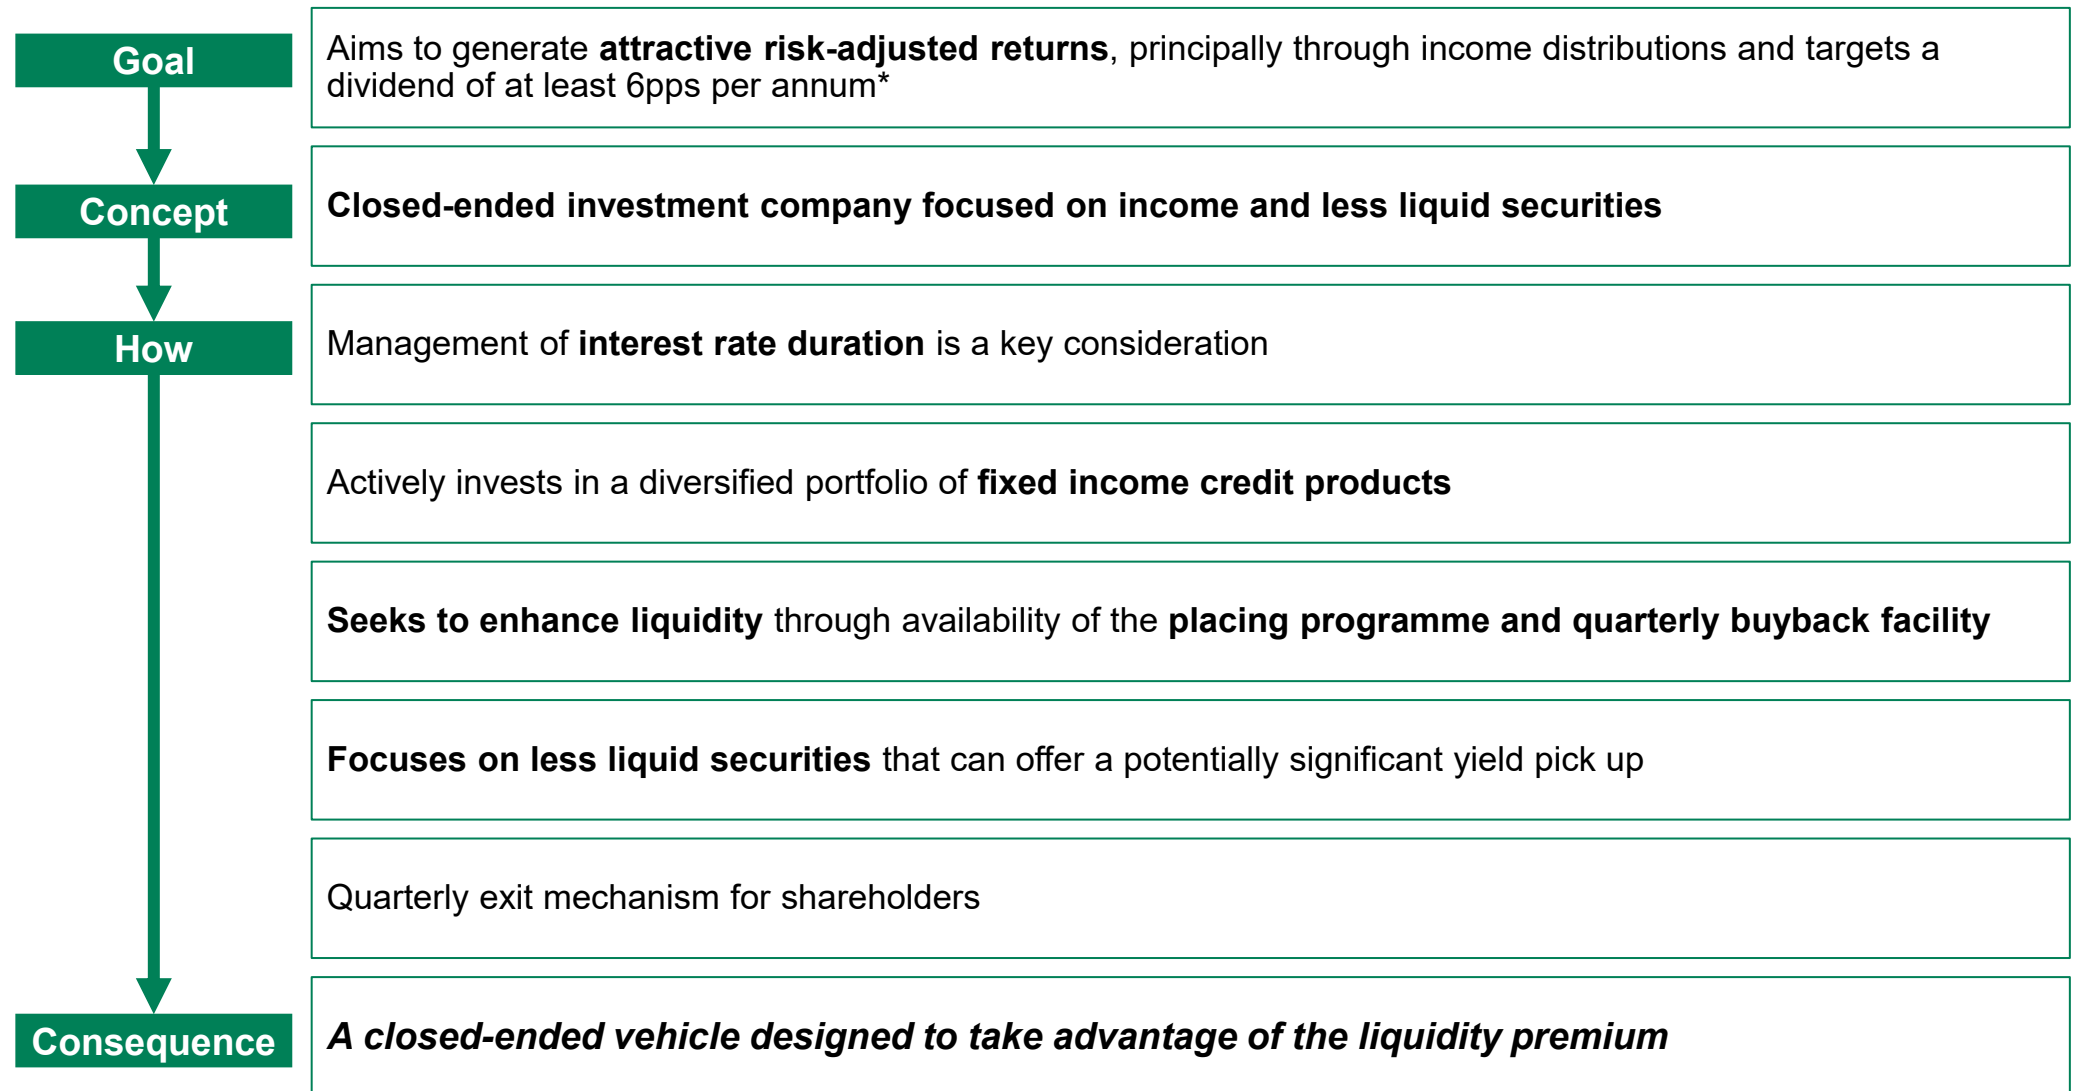 Goal
Aims to generate attractive risk-adjusted returns, principally through income distributions and targets a
dividend of at least 6pps per annum*
Concept
Closed-ended investment company focused on income and less liquid securities
How
Management of interest rate duration is a key consideration
Actively invests in a diversified portfolio of fixed income credit products
Seeks to enhance liquidity through availability of the placing programme and quarterly buyback facility
Focuses on less liquid securities that can offer a potentially significant yield pick up
Quarterly exit mechanism for shareholders
Consequence
A closed-ended vehicle designed to take advantage of the liquidity premium